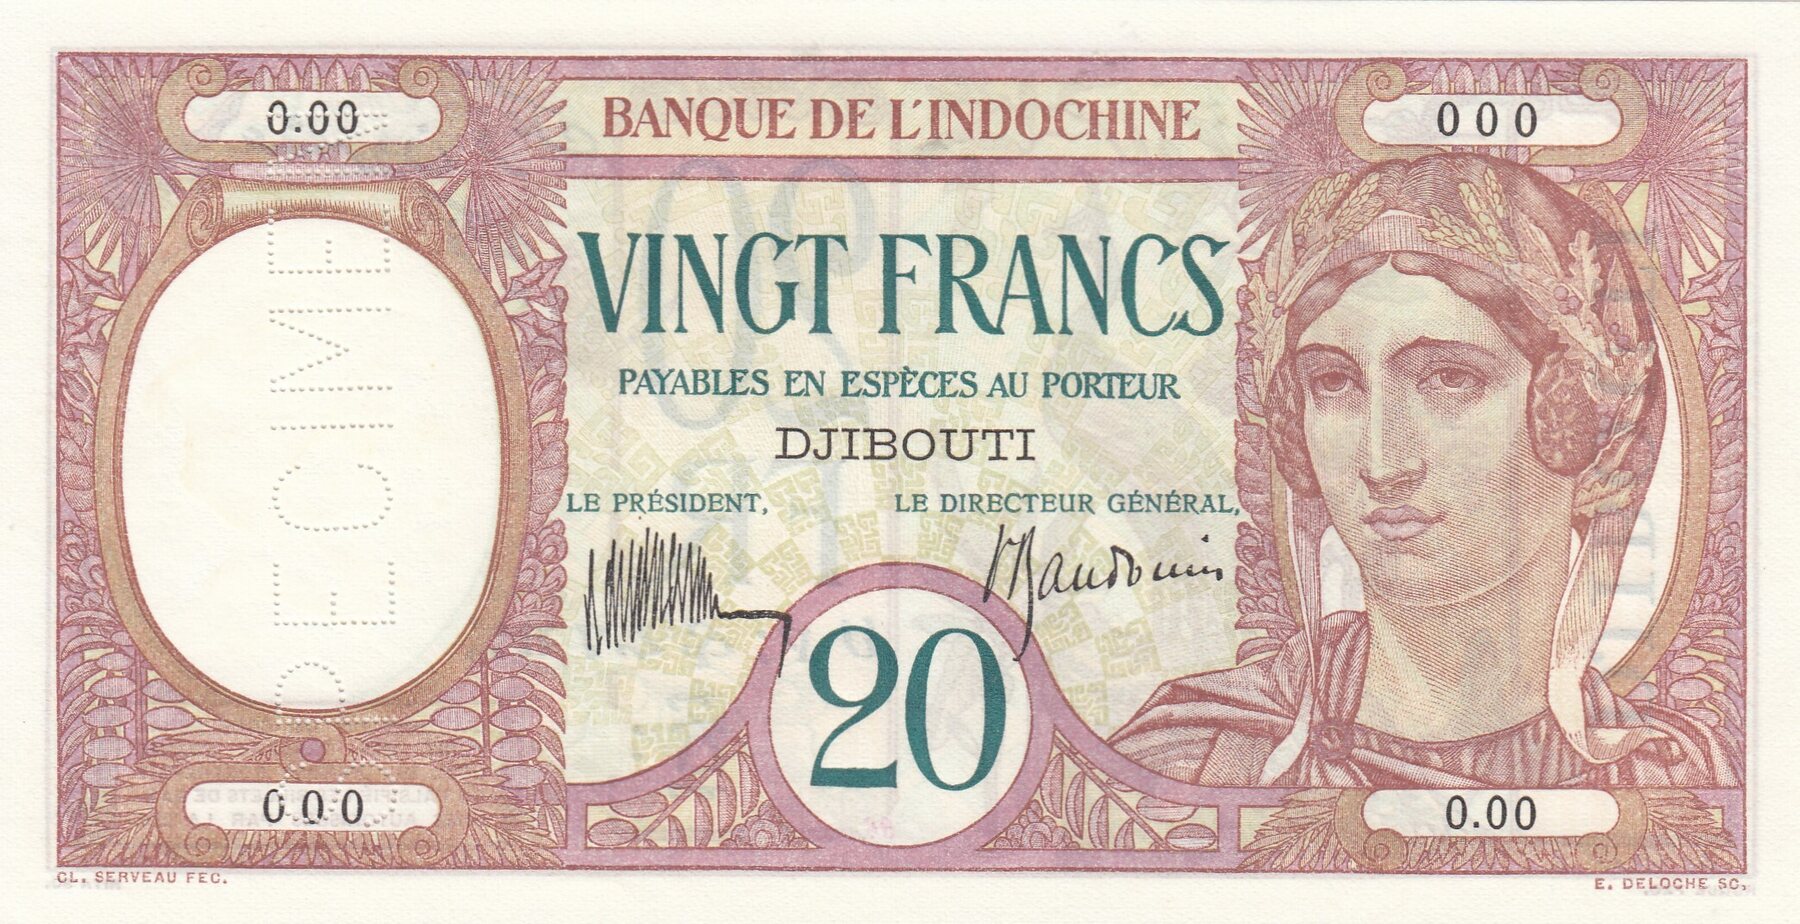 0.00
000
BANQUE DE L'INDOCHINE
VINGT FRANCS
PAYABLES EN ESPÈCES AU PORTEUR
DJIBOUTI
LE PRÉSIDENT,
LE DIRECTEUR GÉNÉRAL,
20
000
0.00
CL. SERVEAU FEC.
E. DELOCHE SC.
SPECIMEN